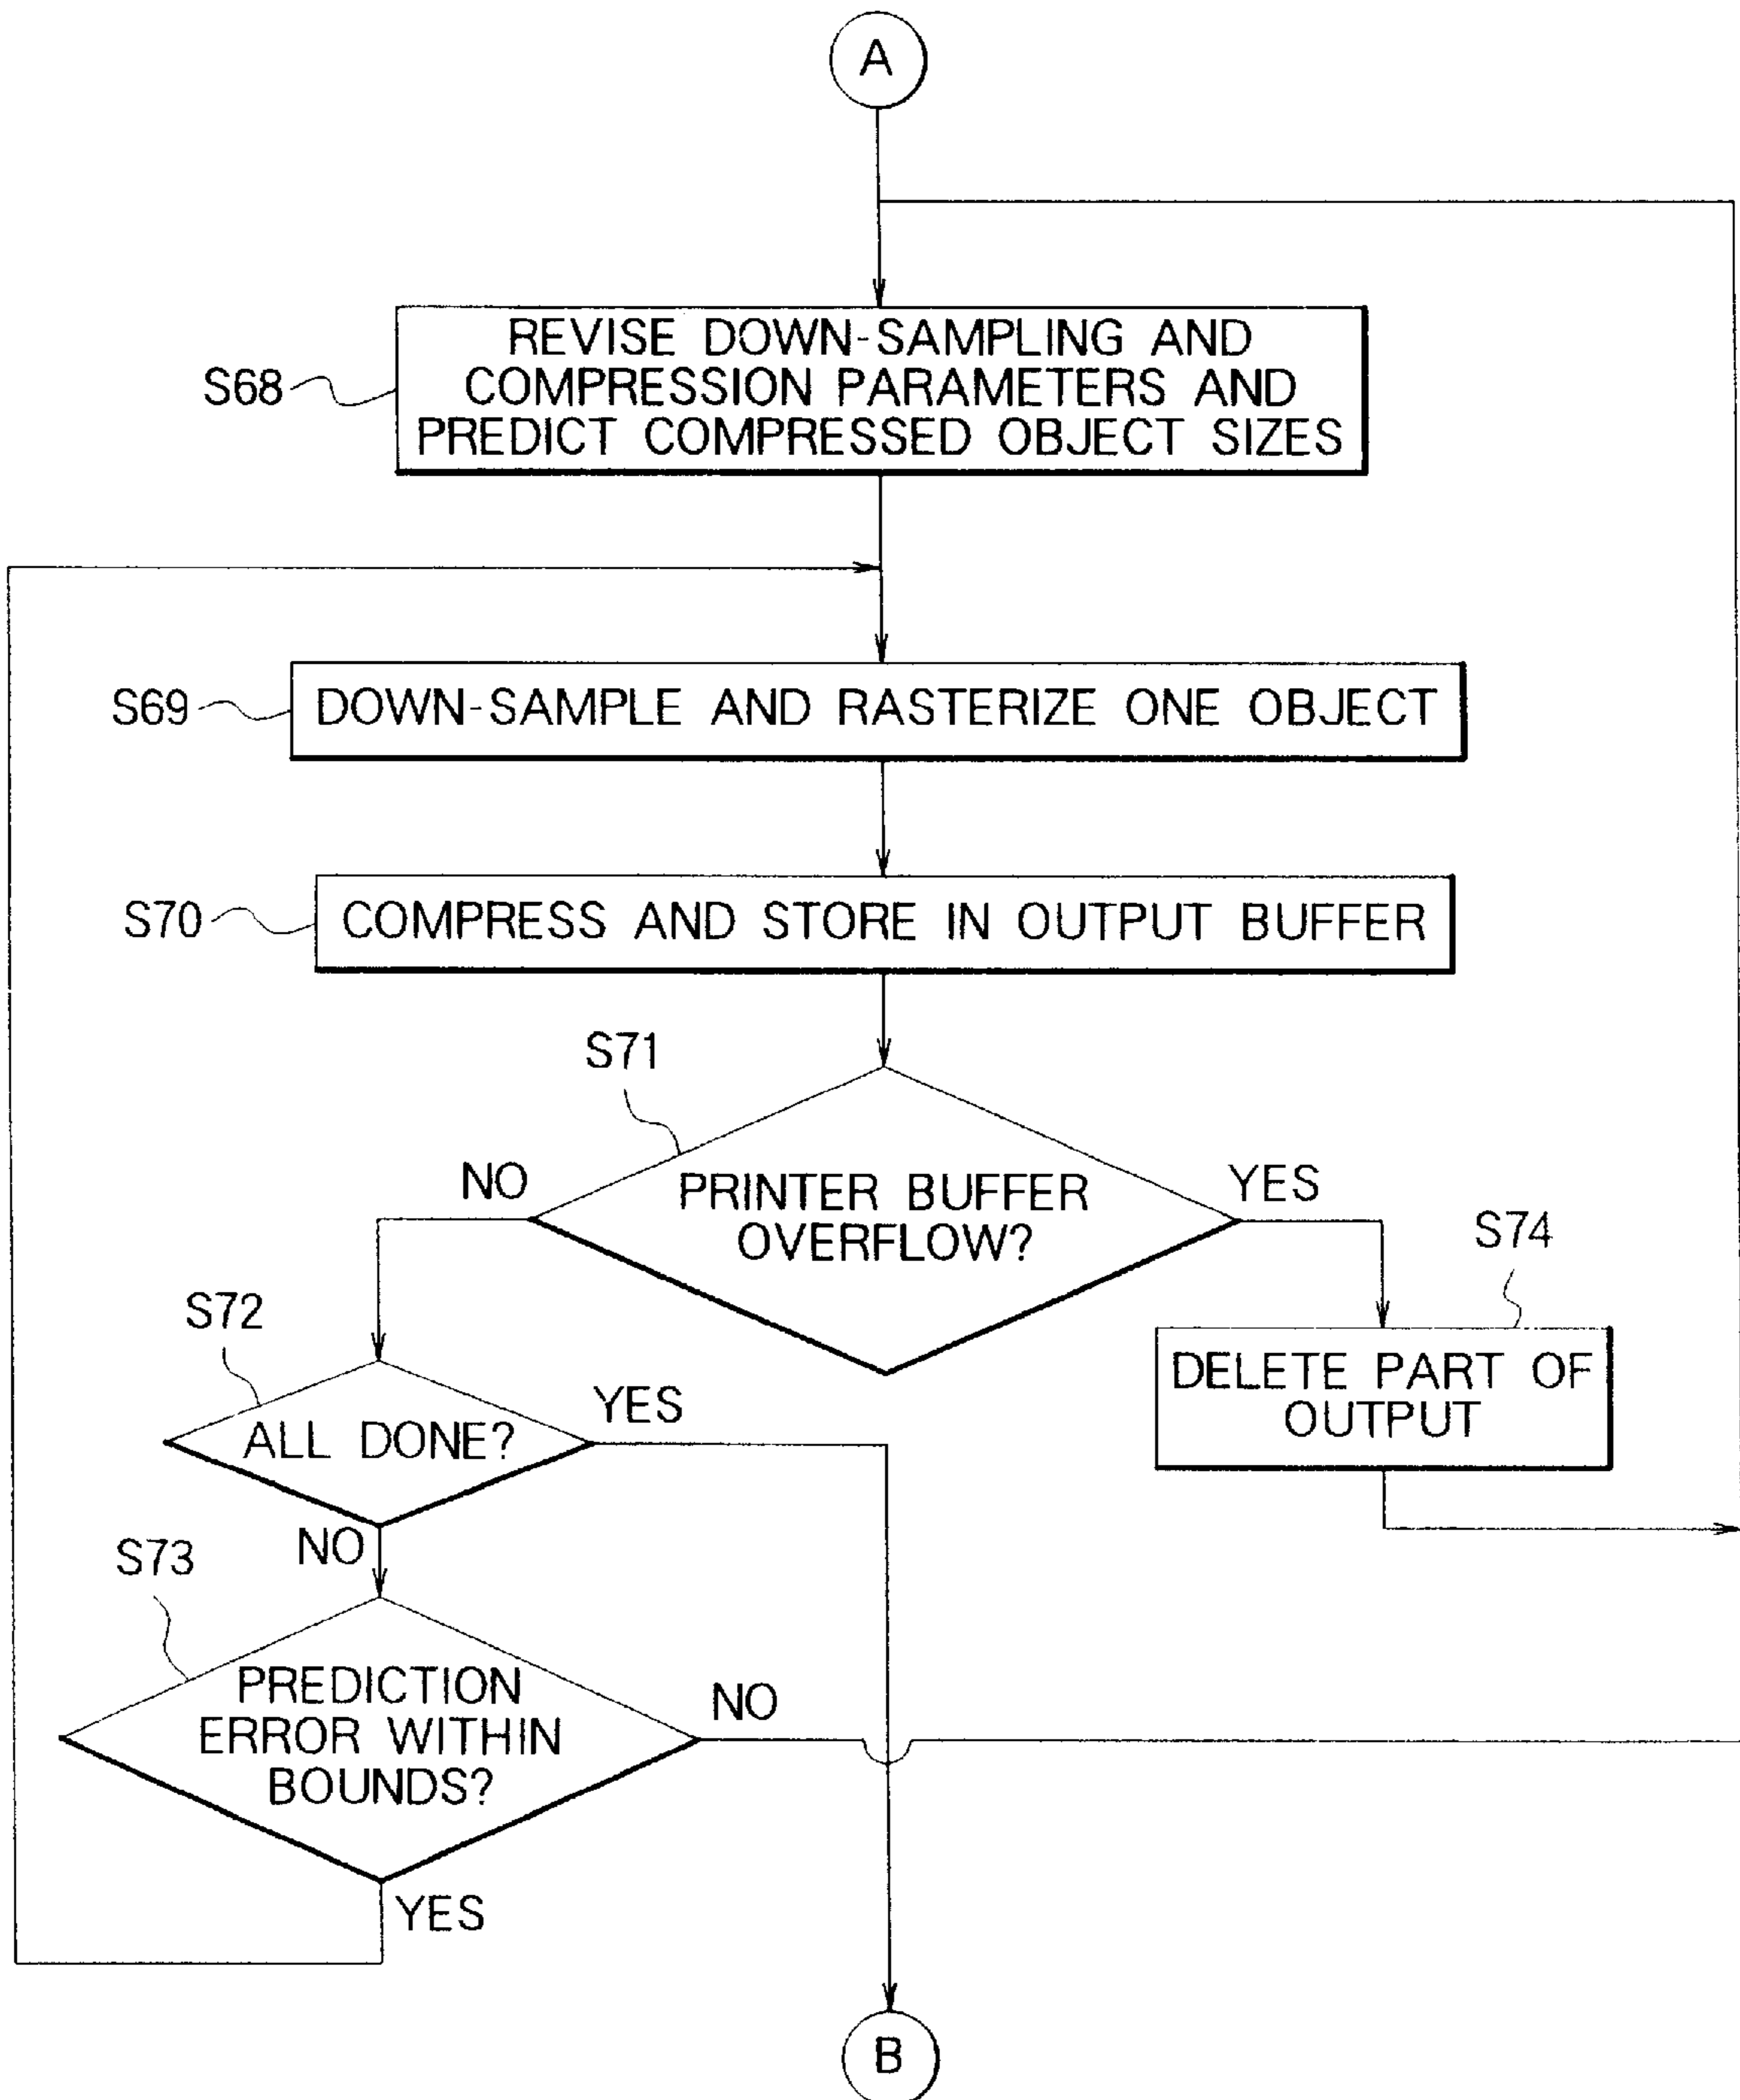 A
S68
REVISE DOWN-SAMPLING AND
COMPRESSION PARAMETERS AND
PREDICT COMPRESSED OBJECT SIZES
S69
DOWN-SAMPLE AND RASTERIZE ONE OBJECT
S70
COMPRESS AND STORE IN OUTPUT BUFFER
S71
NO
PRINTER BUFFER
OVERFLOW?
YES
S74
DELETE PART OF
OUTPUT
S72
ALL DONE?
YES
NO
S73
PREDICTION
ERROR WITHIN
BOUNDS?
NO
YES
B